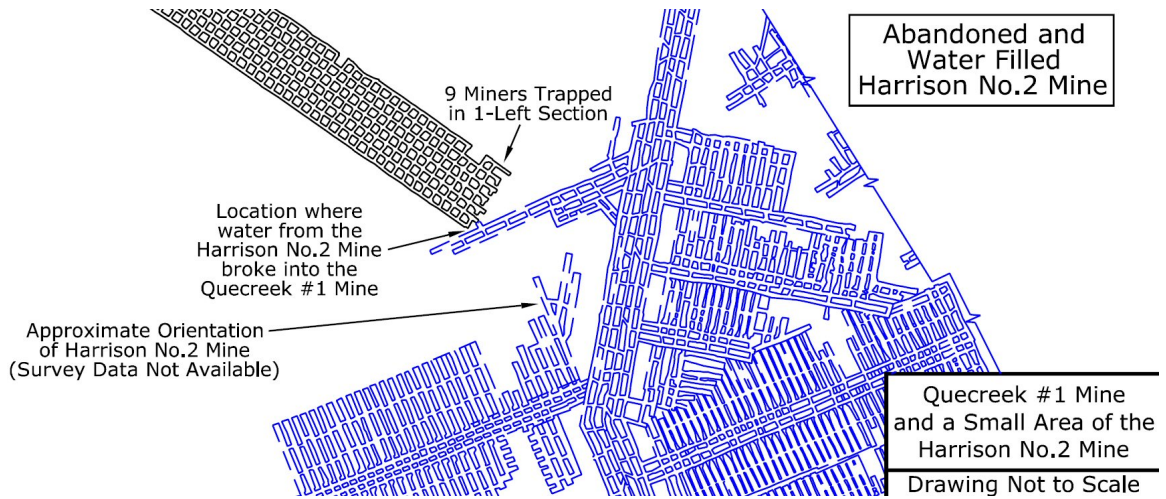 Abandoned and
Water Filled
Harrison No.2 Mine
9 Miners Trapped
in 1-Left Section
Location where
water from the
Harrison No.2 Mine
broke into the
Quecreek #1 Mine
Approximate Orientation
of Harrison No.2 Mine
(Survey Data Not Available)
Quecreek #1 Mine
and a Small Area of the
Harrison No.2 Mine
Drawing Not to Scale